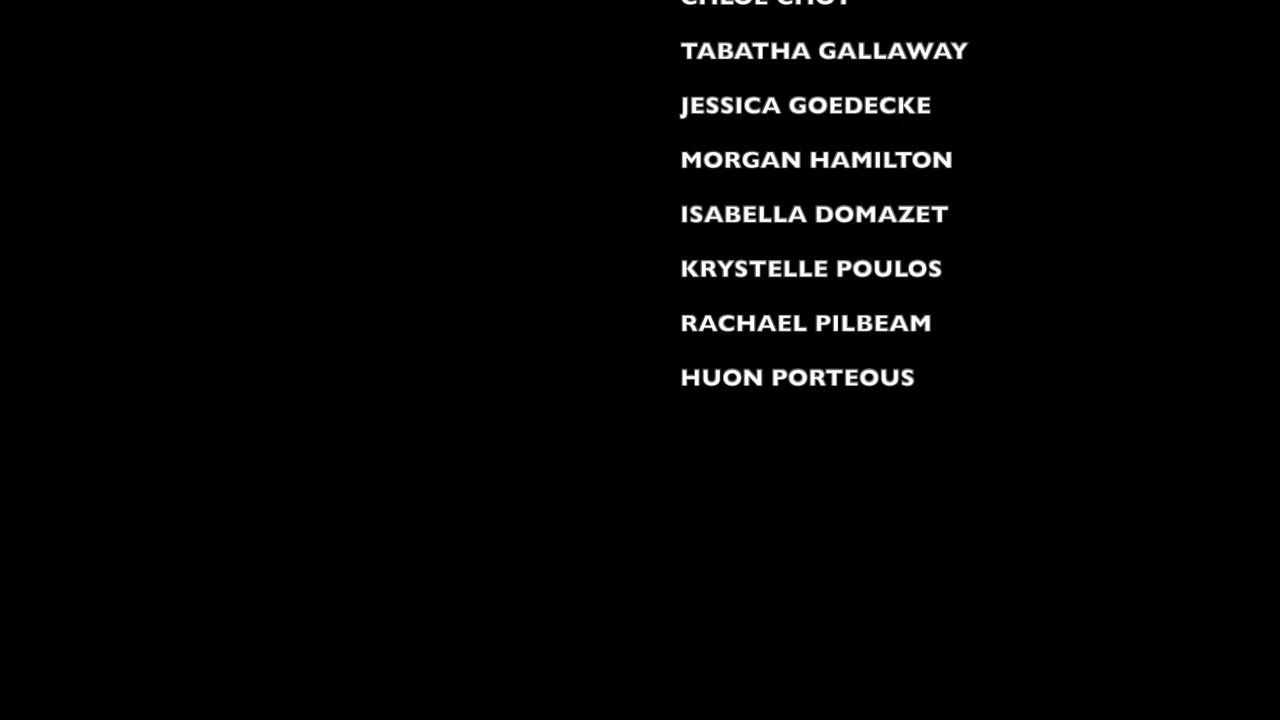 TABATHA GALLAWAY
JESSICA GOEDECKE
MORGAN HAMILTON
ISABELLA DOMAZET
KRYSTELLE POULOS
RACHAEL PILBEAM
HUON PORTEOUS